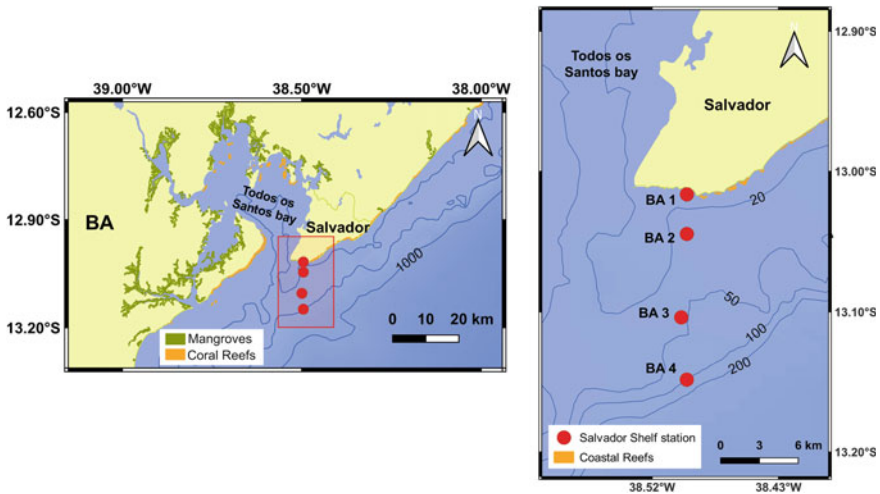 39.00°W 38.50°W 38.00°W
12.60°S
12.90°S
13.20°S
N
BA
Todos os
Santos bay
Salvador
1000
0 10 20 km
Mangroves
Coral Reefs
12.90°S
13.00°S
13.10°S
13.20°S
N
Todos os
Santos bay
Salvador
BA 1
20
BA 2
BA 3
50
100
BA 4
200
Salvador Shelf station
Coastal Reefs
0 3 6 km
38.52°W 38.43°W